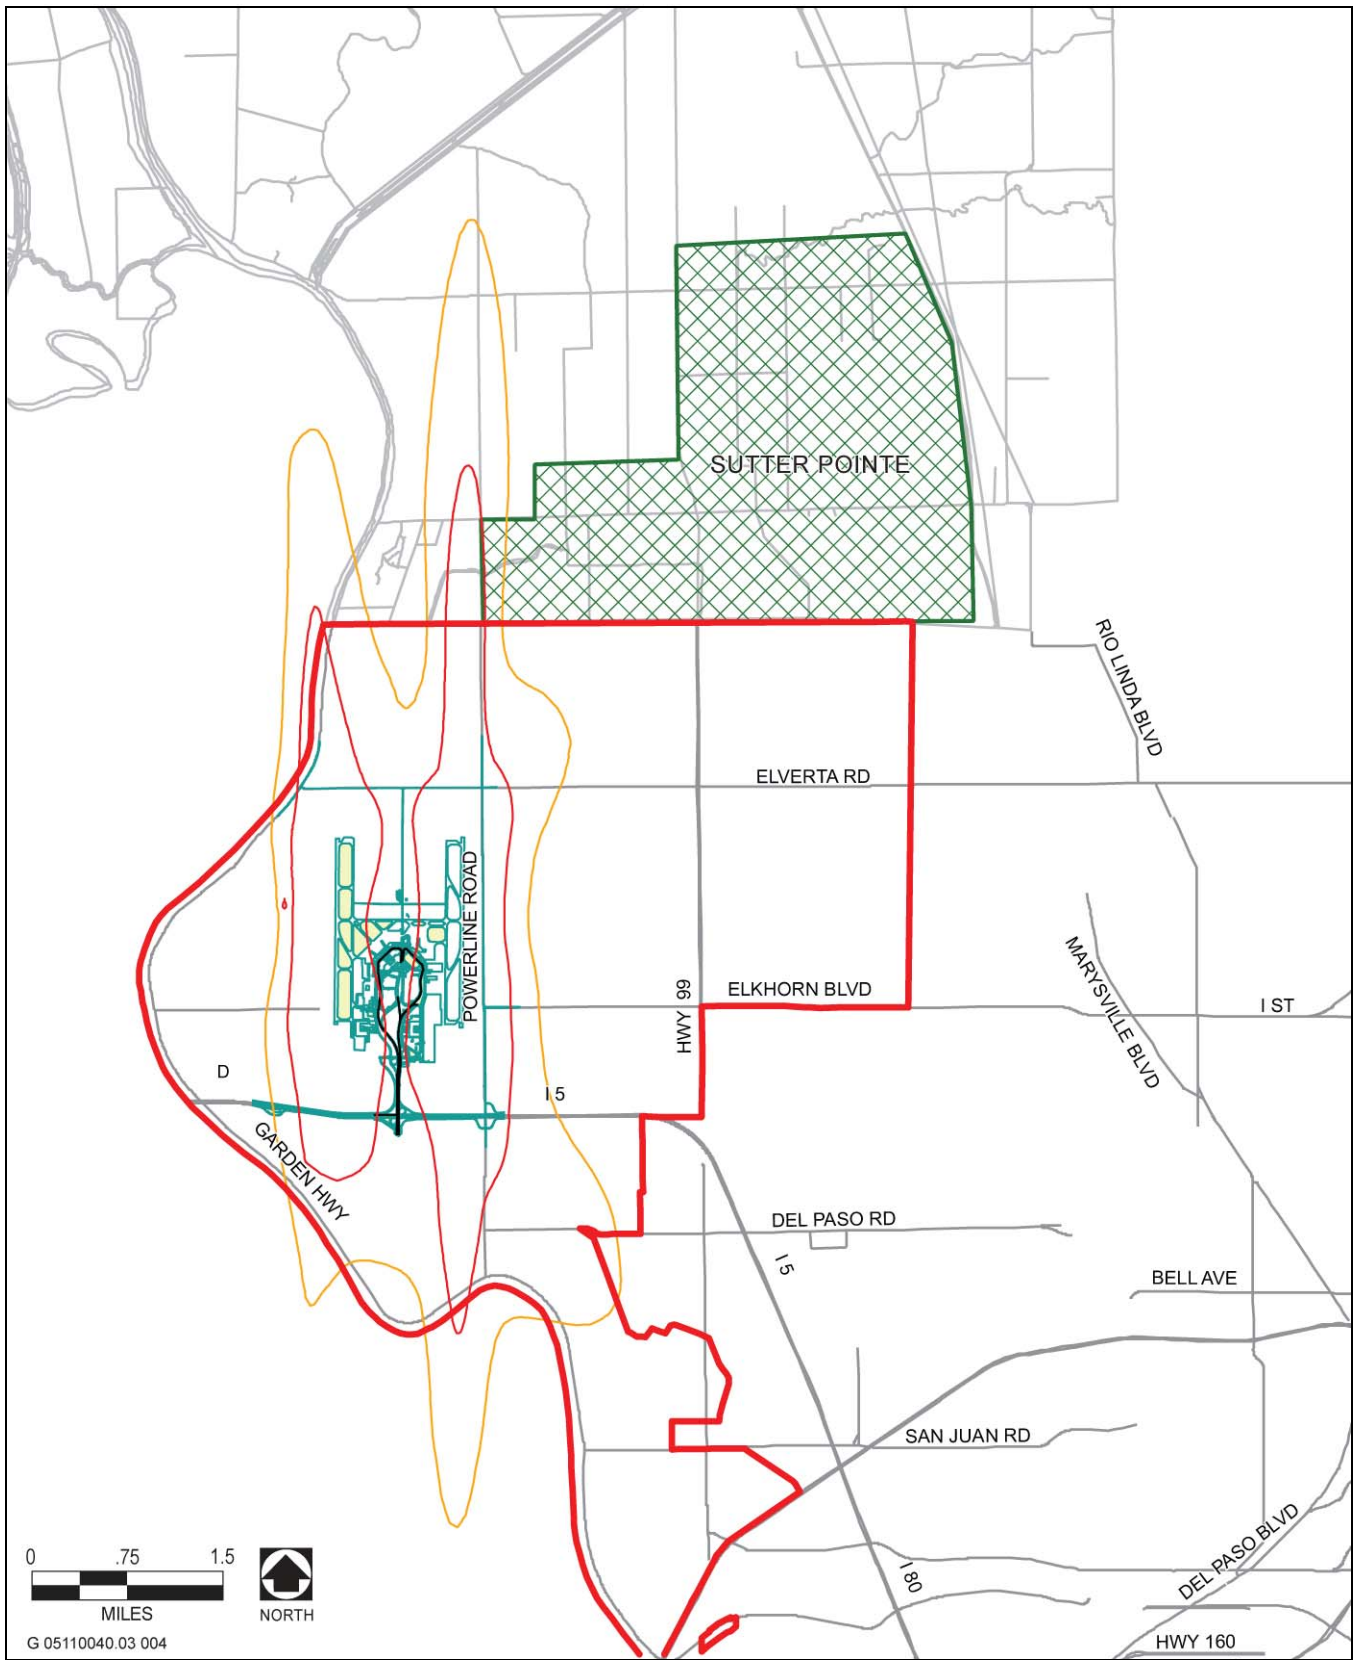 SUTTER POINTE
RIO LINDA BLVD
ELVERTA RD
POWERLINE ROAD
MARYSVILLE BLVD
HWY 99
ELKHORN BLVD
I ST
D
I 5
GARDEN HWY
DEL PASO RD
I 5
BELL AVE
SAN JUAN RD
DEL PASO BLVD
I 80
HWY 160
0 .75 1.5
MILES
NORTH
G 05110040.03 004